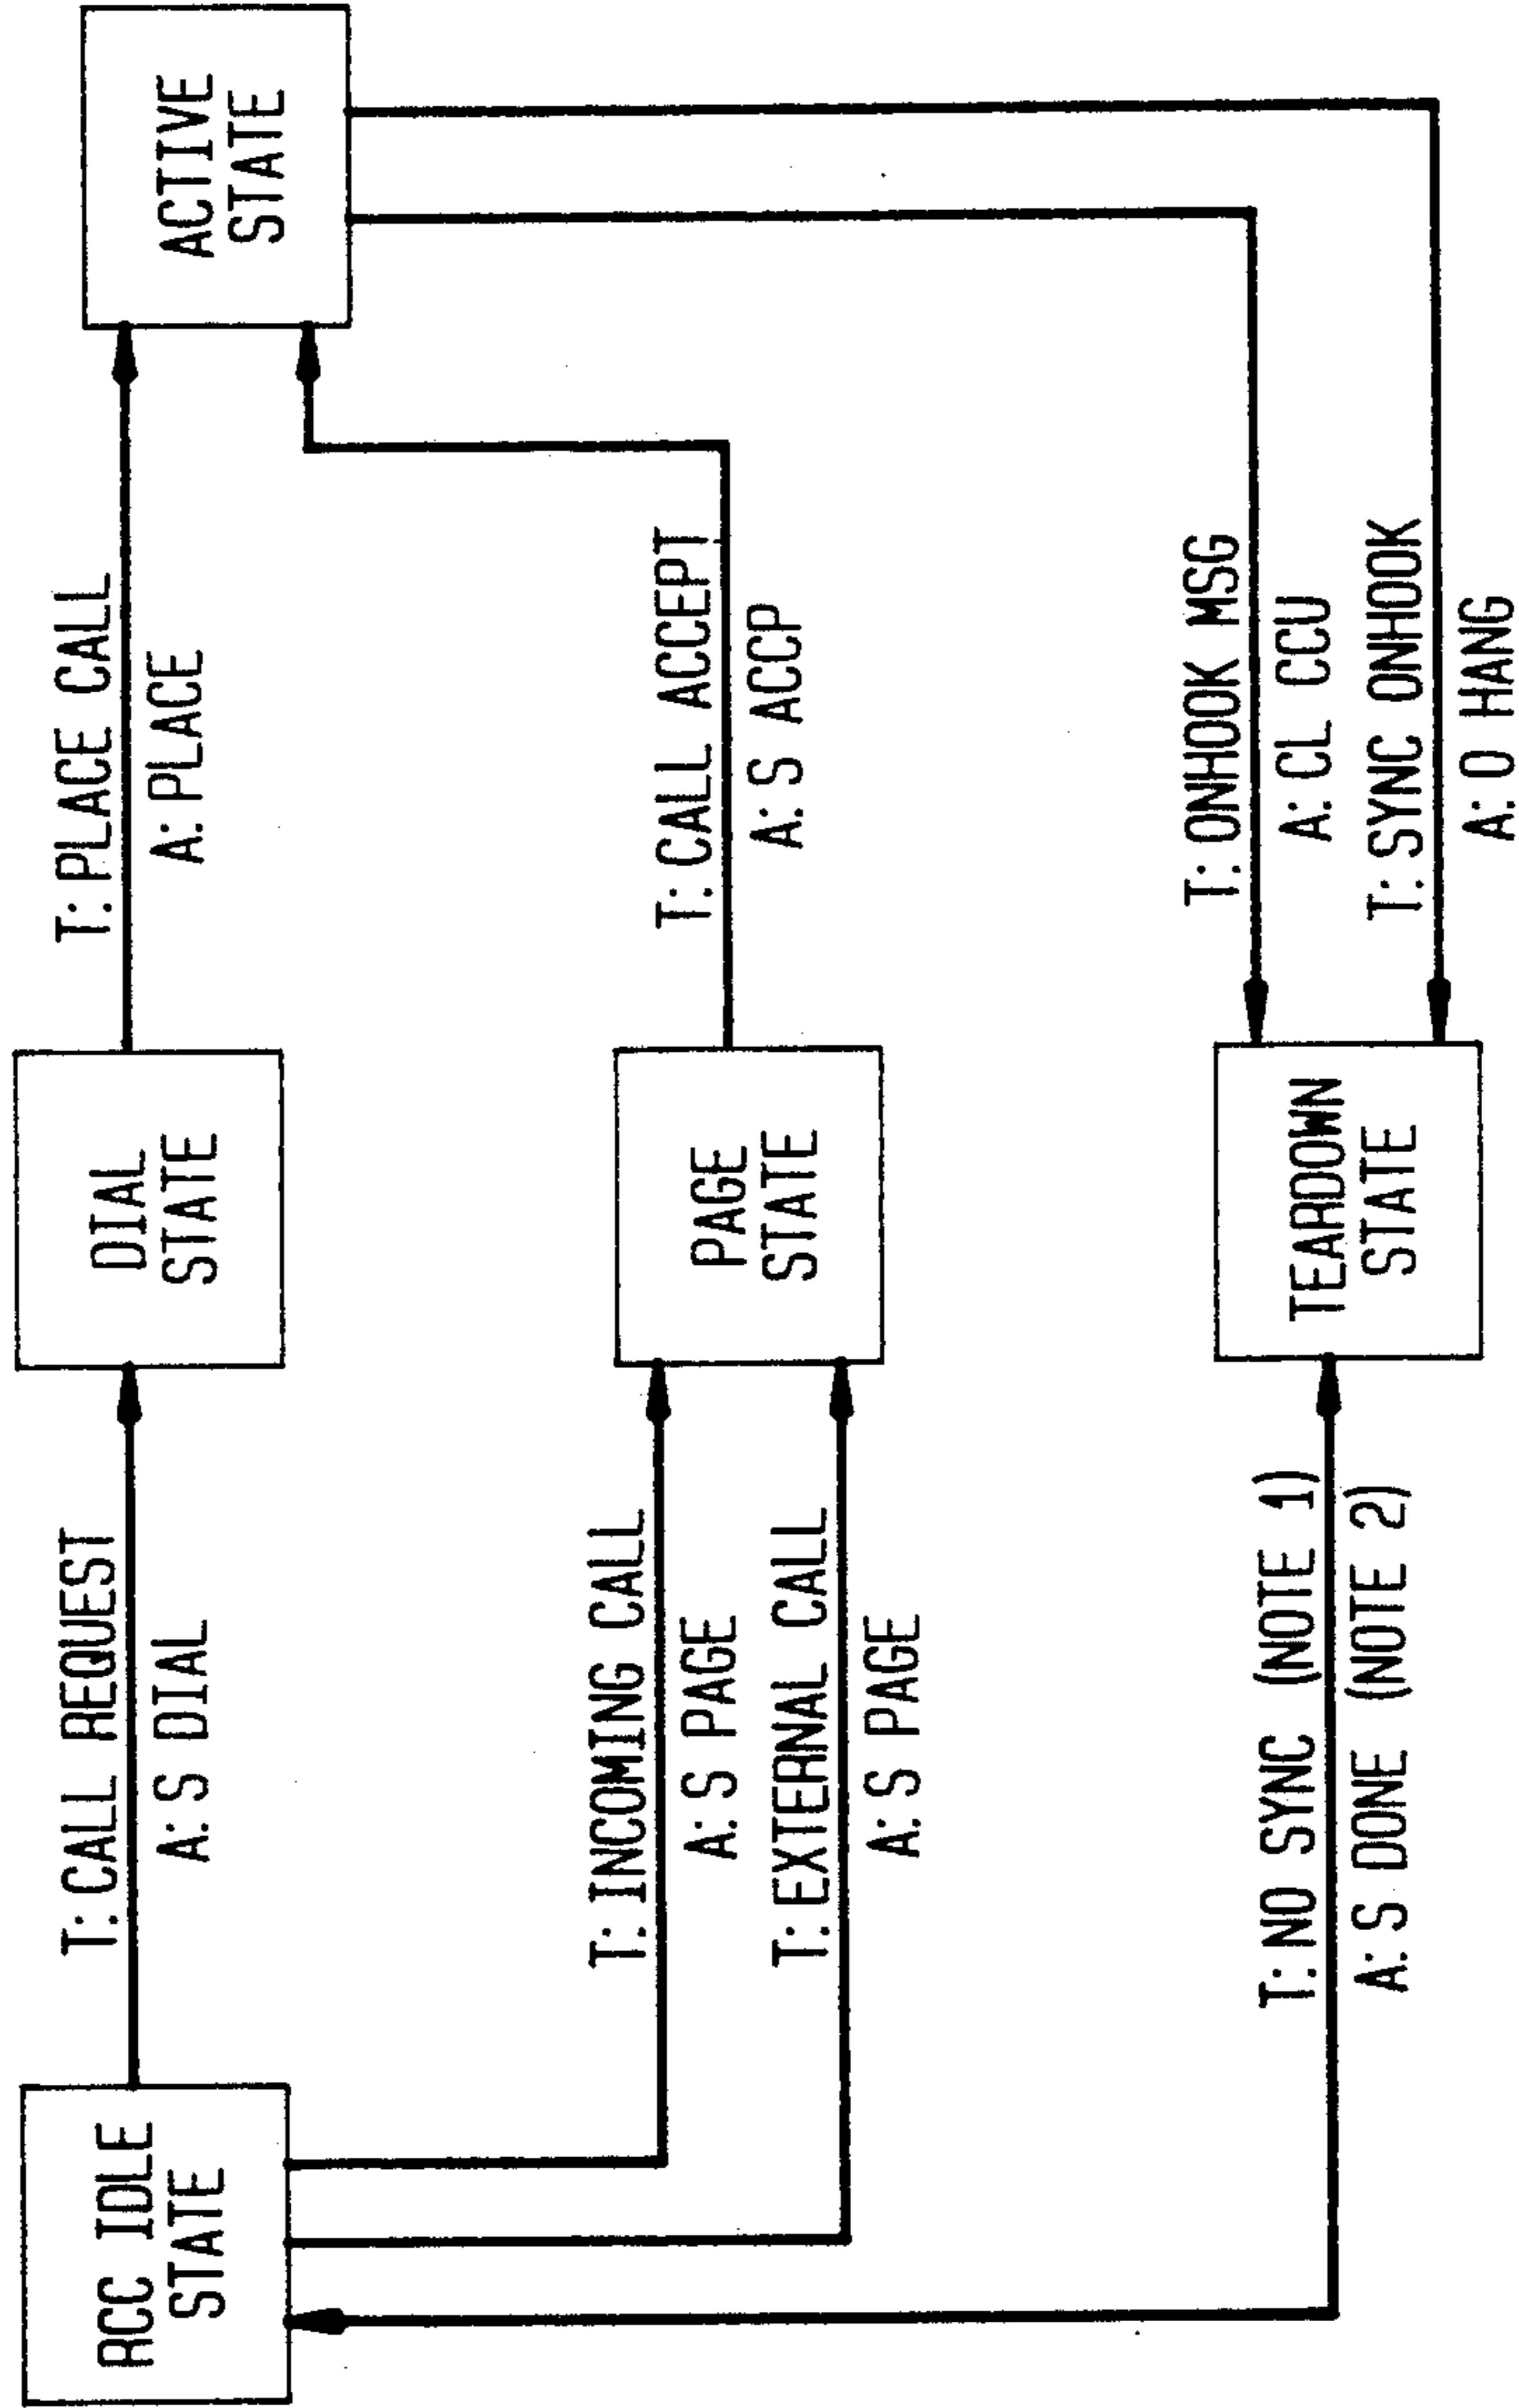 RCC IDLE
STATE
T: CALL REQUEST
A: S DIAL
DIAL
STATE
T: PLACE CALL
A: PLACE
ACTIVE
STATE
T: INCOMING CALL
A: S PAGE
T: EXTERNAL CALL
A: S PAGE
PAGE
STATE
T: CALL ACCEPT
A: S ACCP
T: NO SYNC (NOTE 1)
A: S DONE (NOTE 2)
TEARDOWN
STATE
T: ONHOOK MSG
A: CL CCU
T: SYNC ONHOOK
A: O HANG